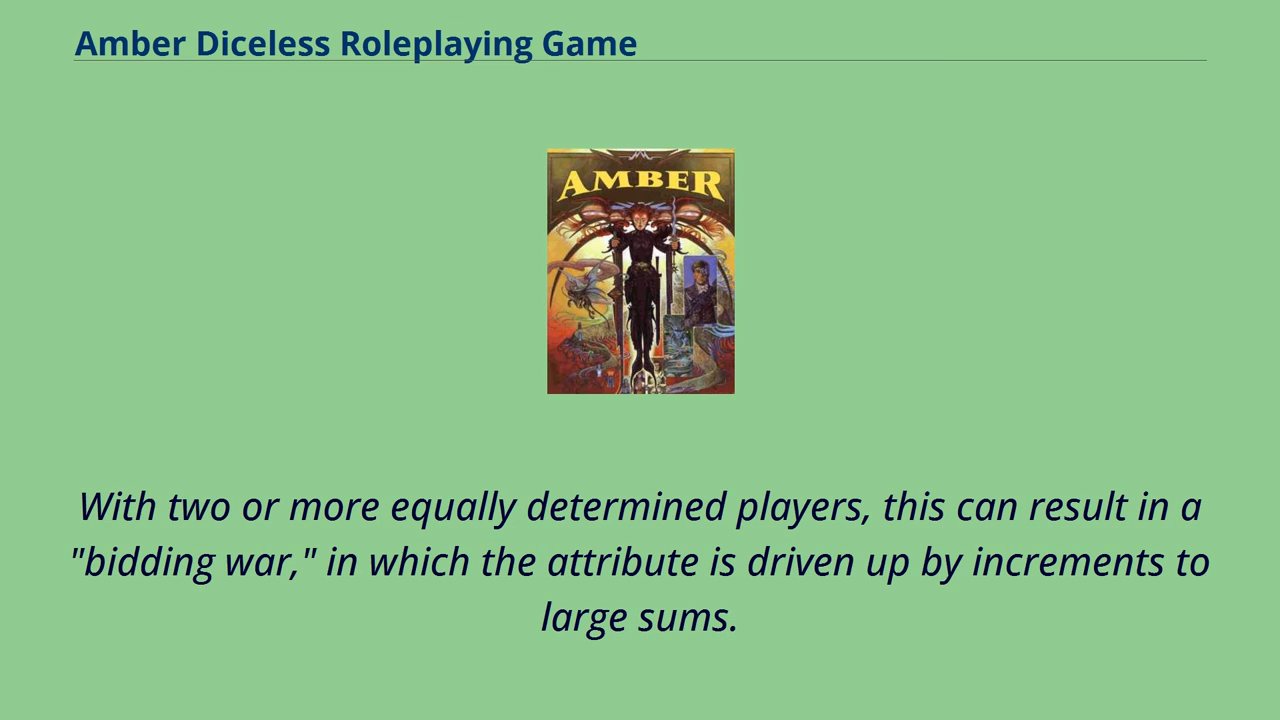 Amber Diceless Roleplaying Game
AMBER
With two or more equally determined players, this can result in a
"bidding war," in which the attribute is driven up by increments to
large sums.